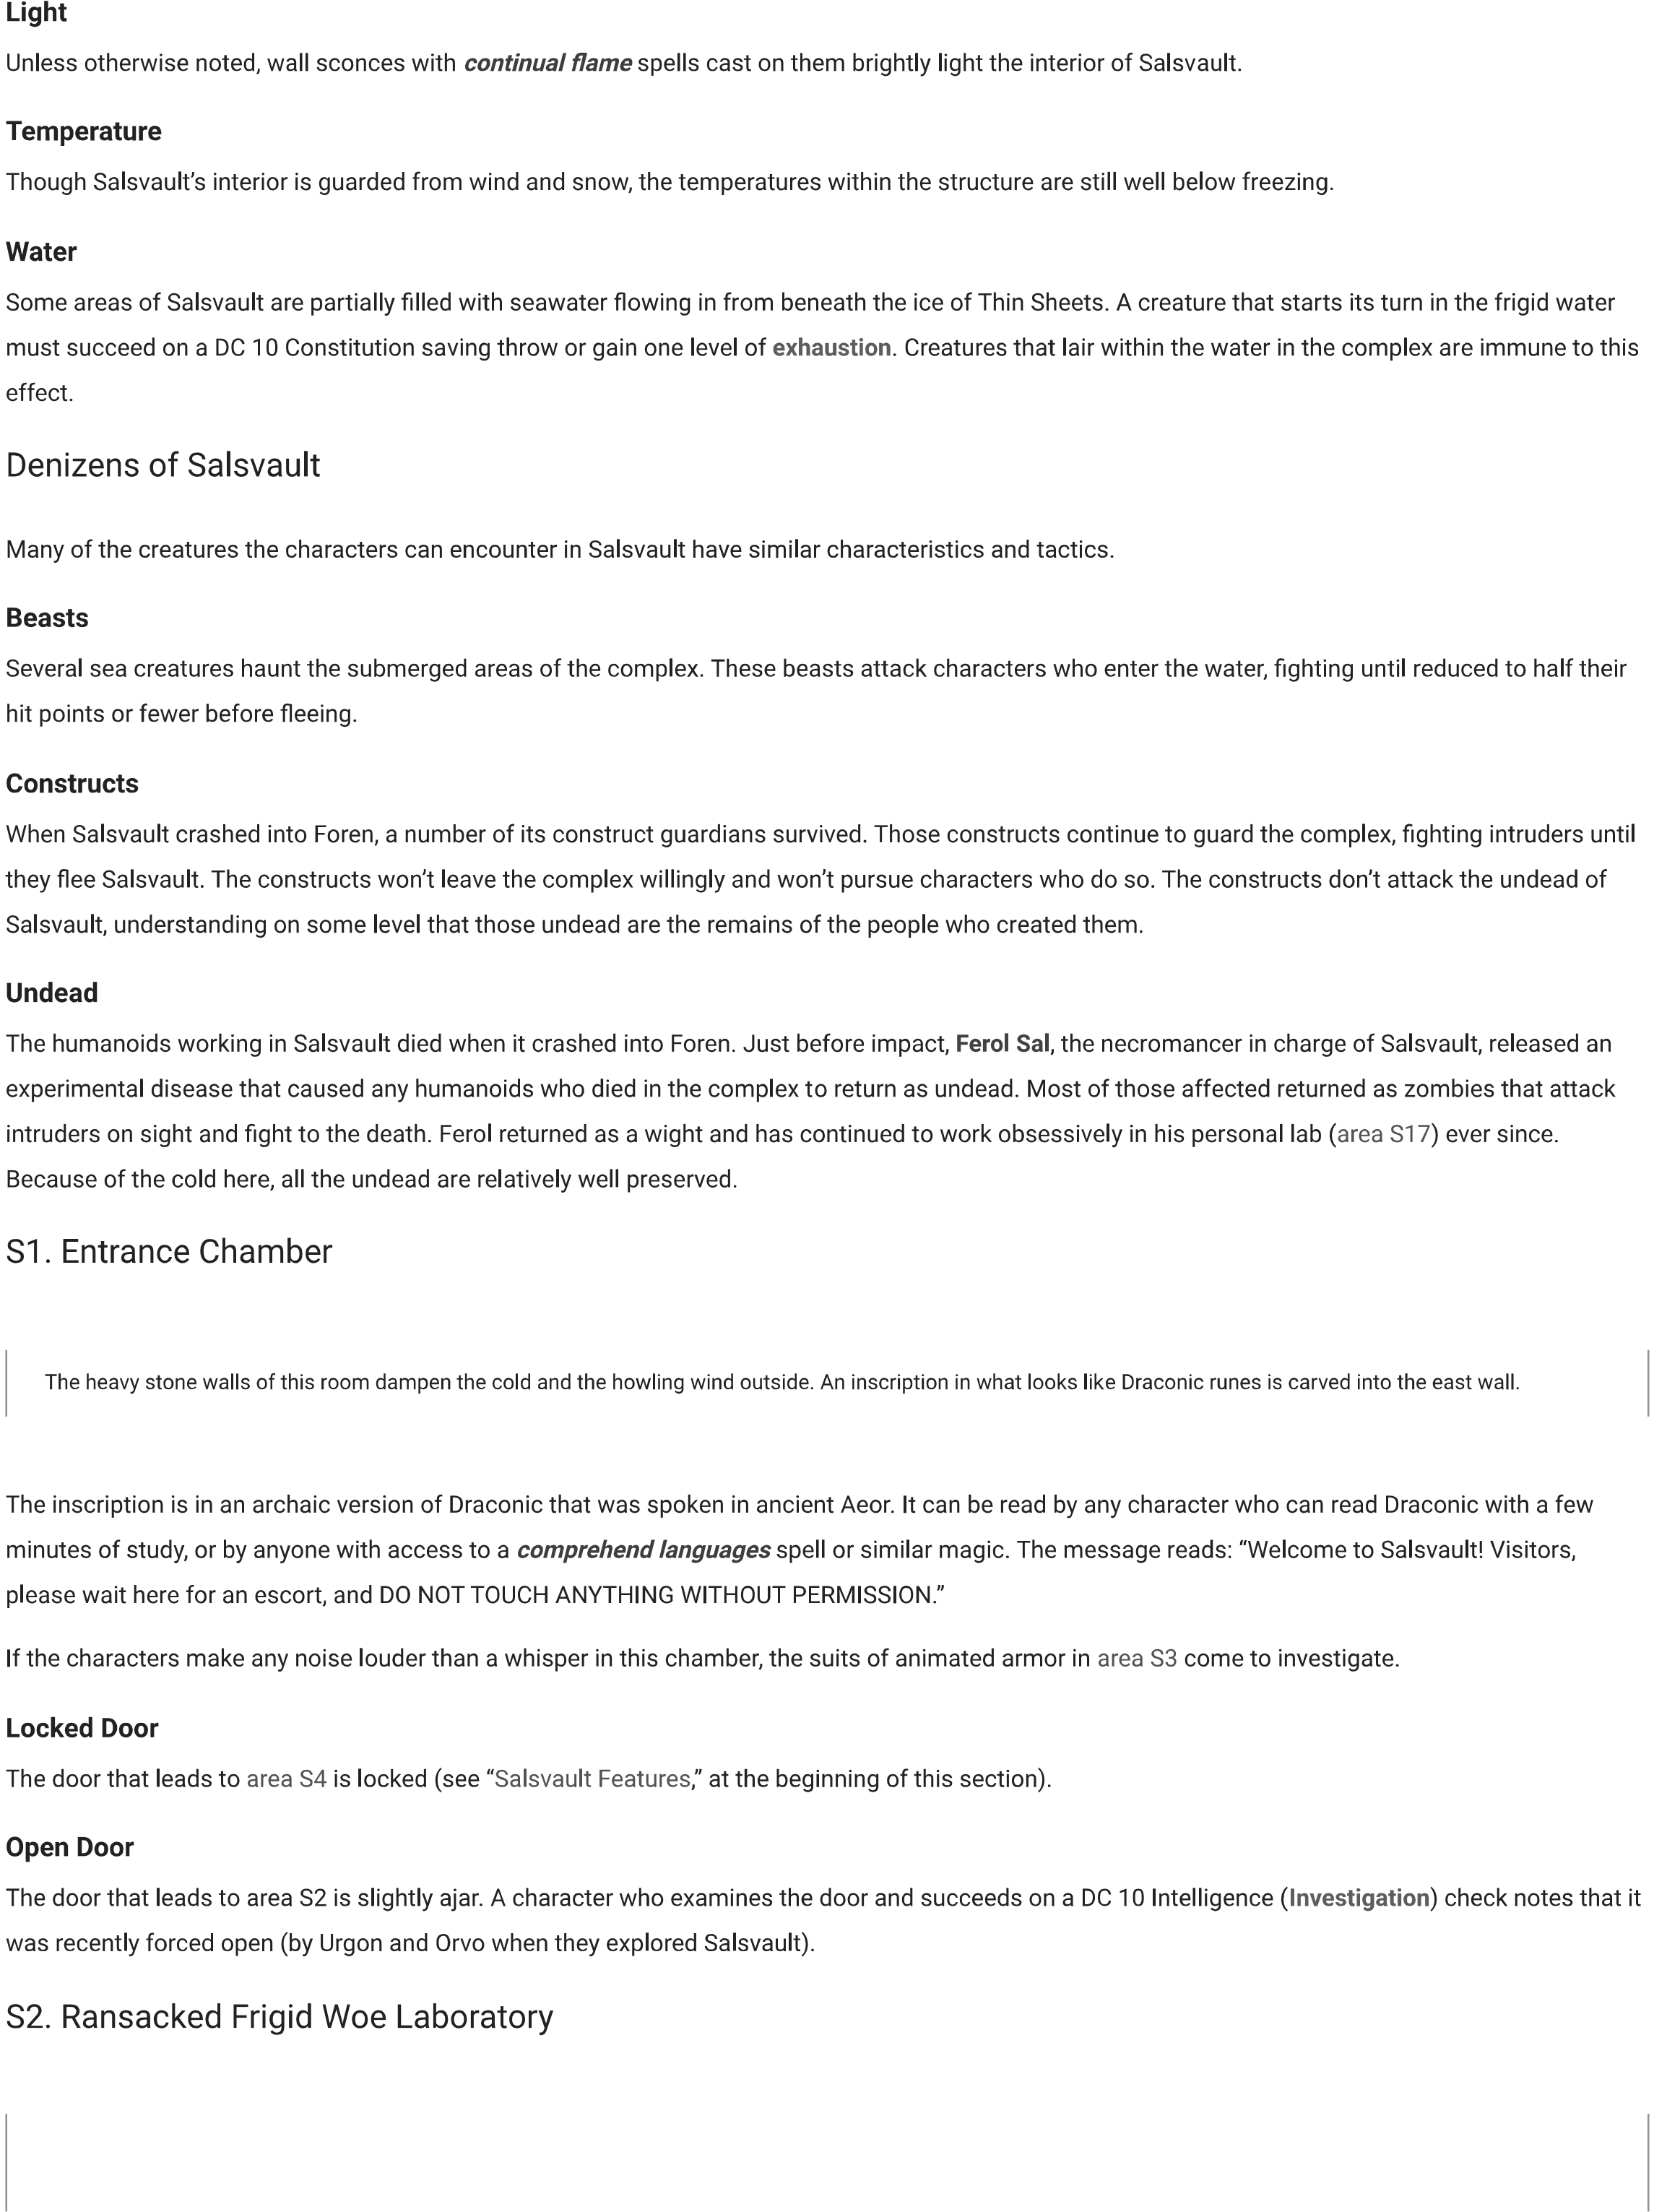 Light
Unless otherwise noted, wall sconces with continual flame spells cast on them brightly light the interior of Salsvault.
Temperature
Though Salsvault’s interior is guarded from wind and snow, the temperatures within the structure are still well below freezing.
Water
Some areas of Salsvault are partially filled with seawater flowing in from beneath the ice of Thin Sheets. A creature that starts its turn in the frigid water
must succeed on a DC 10 Constitution saving throw or gain one level of exhaustion. Creatures that lair within the water in the complex are immune to this
effect.
Denizens of Salsvault
Many of the creatures the characters can encounter in Salsvault have similar characteristics and tactics.
Beasts
Several sea creatures haunt the submerged areas of the complex. These beasts attack characters who enter the water, fighting until reduced to half their
hit points or fewer before fleeing.
Constructs
When Salsvault crashed into Foren, a number of its construct guardians survived. Those constructs continue to guard the complex, fighting intruders until
they flee Salsvault. The constructs won’t leave the complex willingly and won’t pursue characters who do so. The constructs don’t attack the undead of
Salsvault, understanding on some level that those undead are the remains of the people who created them.
Undead
The humanoids working in Salsvault died when it crashed into Foren. Just before impact, Ferol Sal, the necromancer in charge of Salsvault, released an
experimental disease that caused any humanoids who died in the complex to return as undead. Most of those affected returned as zombies that attack
intruders on sight and fight to the death. Ferol returned as a wight and has continued to work obsessively in his personal lab (area S17) ever since.
Because of the cold here, all the undead are relatively well preserved.
S1. Entrance Chamber
The heavy stone walls of this room dampen the cold and the howling wind outside. An inscription in what looks like Draconic runes is carved into the east wall.
The inscription is in an archaic version of Draconic that was spoken in ancient Aeor. It can be read by any character who can read Draconic with a few
minutes of study, or by anyone with access to a comprehend languages spell or similar magic. The message reads: “Welcome to Salsvault! Visitors,
please wait here for an escort, and DO NOT TOUCH ANYTHING WITHOUT PERMISSION.”
If the characters make any noise louder than a whisper in this chamber, the suits of animated armor in area S3 come to investigate.
Locked Door
The door that leads to area S4 is locked (see “Salsvault Features,” at the beginning of this section).
Open Door
The door that leads to area S2 is slightly ajar. A character who examines the door and succeeds on a DC 10 Intelligence (Investigation) check notes that it
was recently forced open (by Urgon and Orvo when they explored Salsvault).
S2. Ransacked Frigid Woe Laboratory